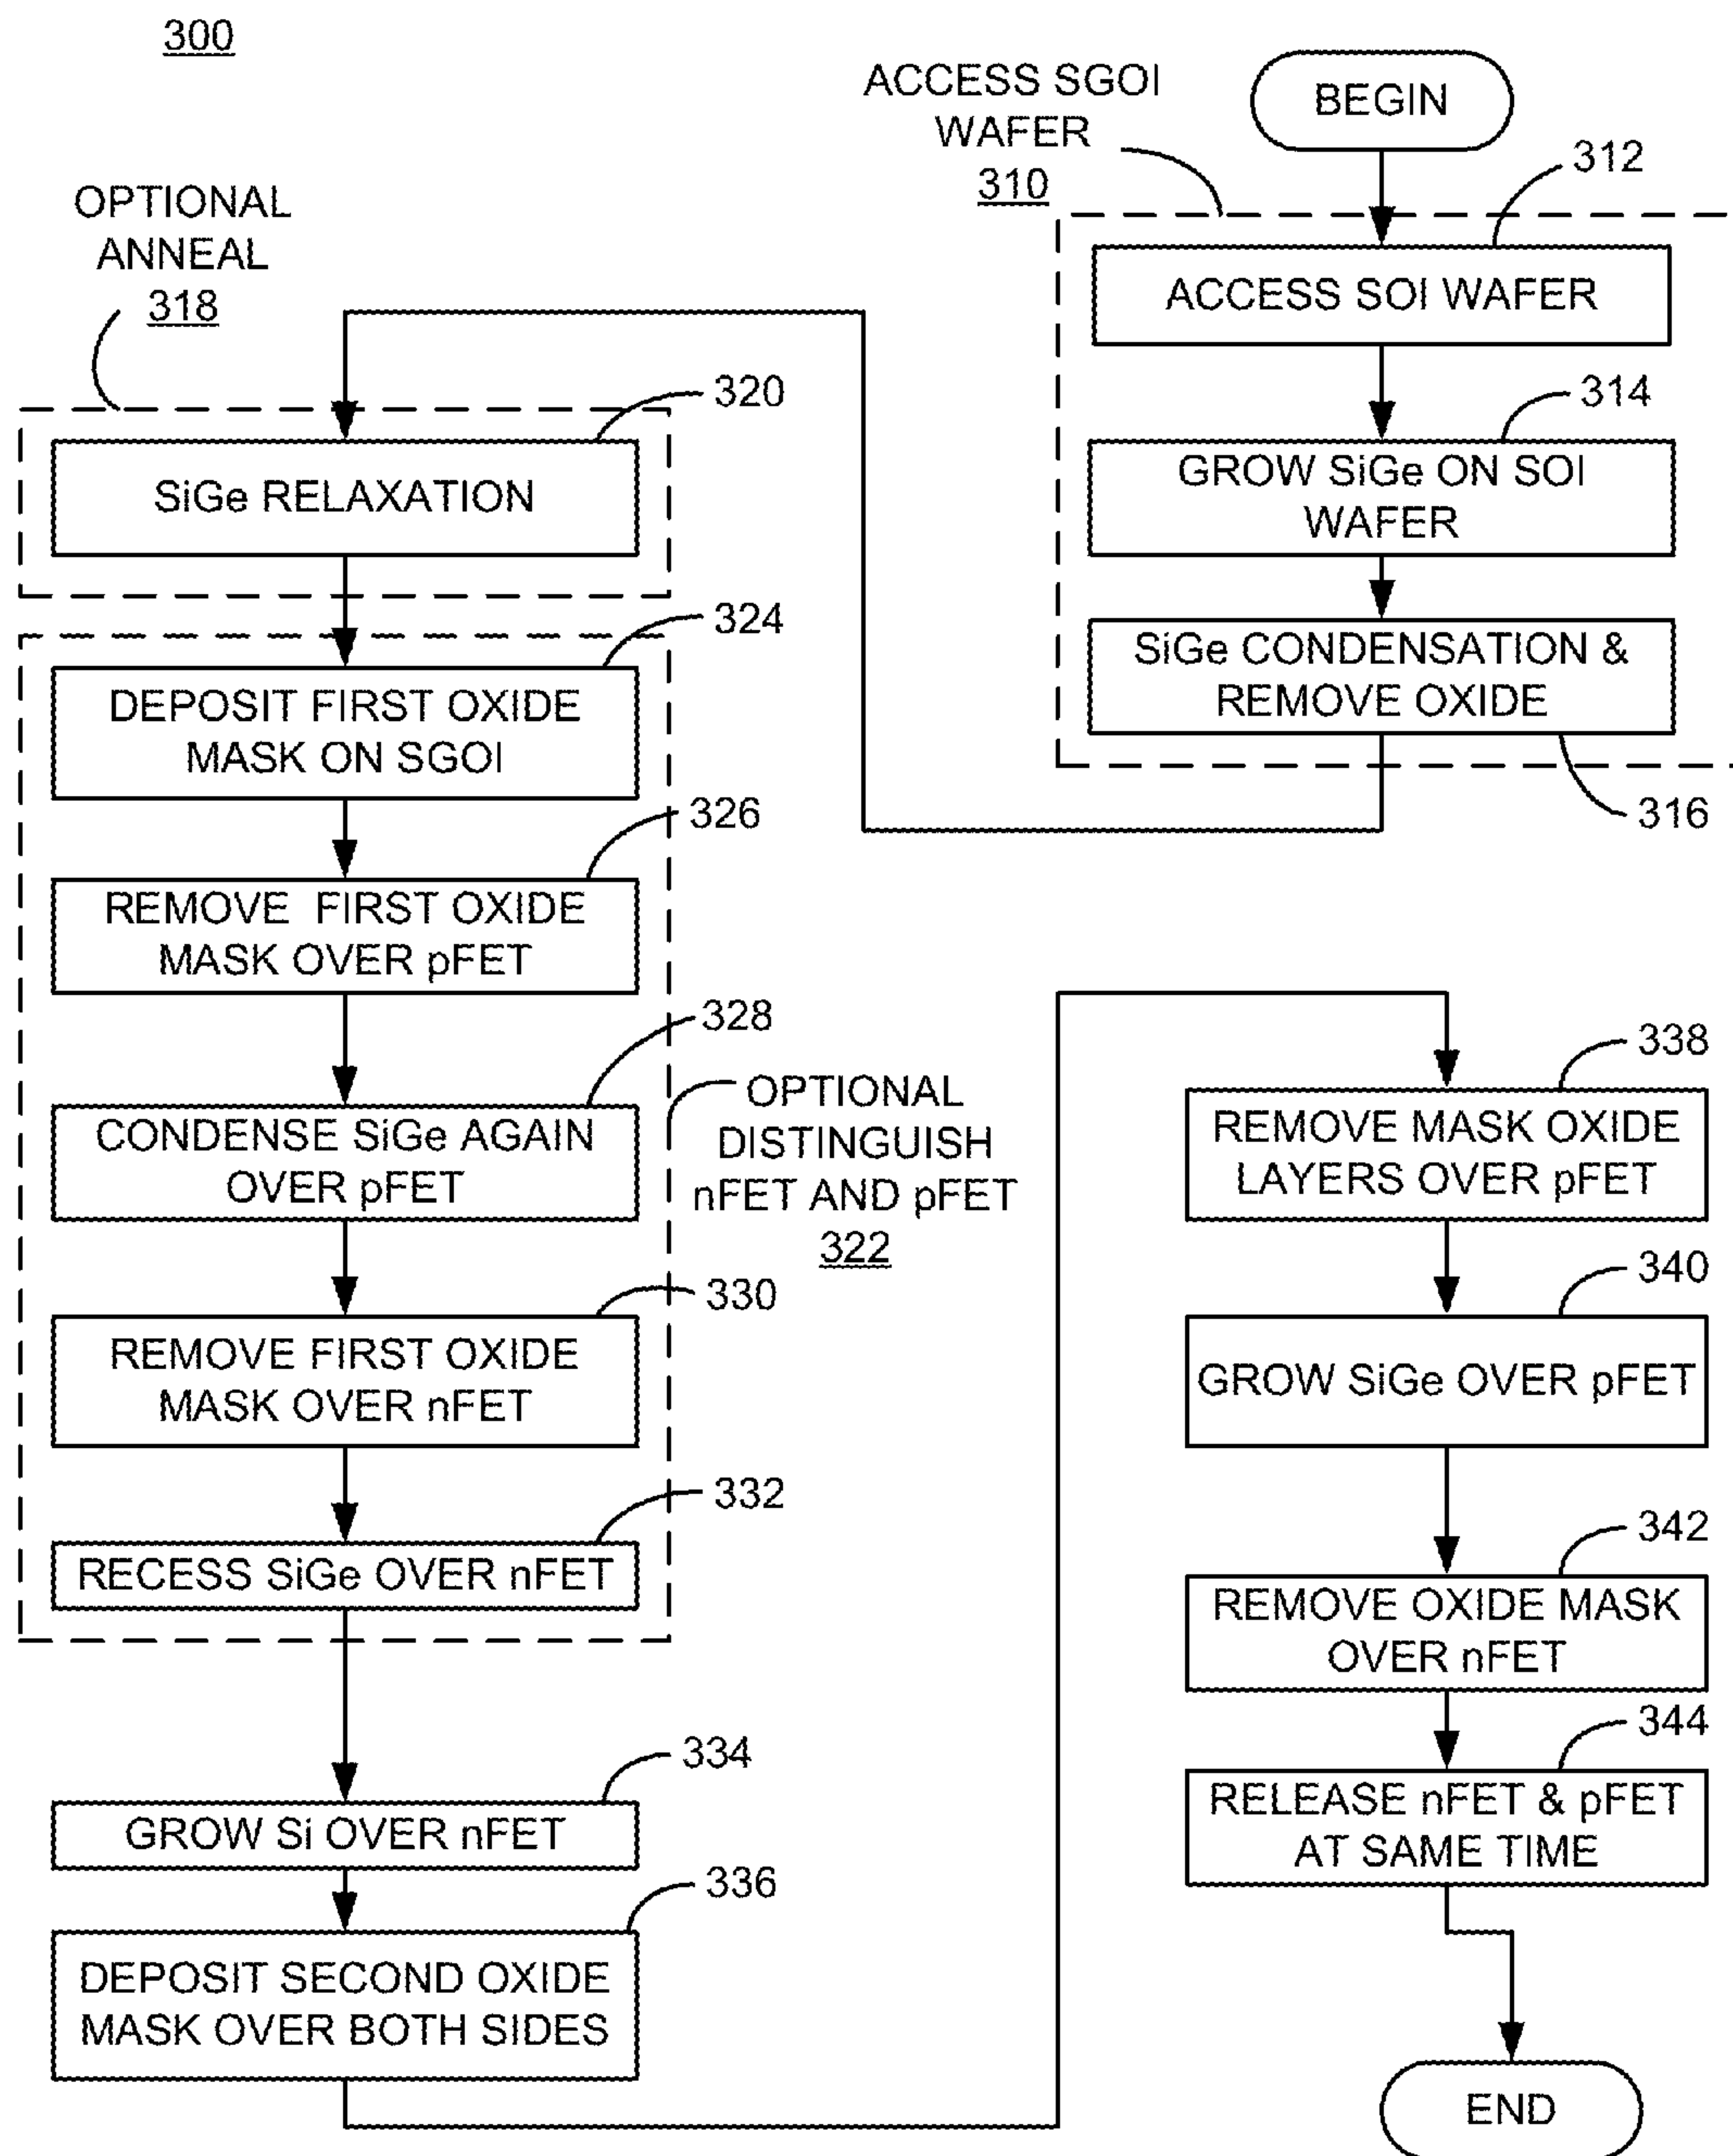 300
BEGIN
ACCESS SGOI
WAFER
310
312
ACCESS SOI WAFER
314
GROW SiGe ON SOI
WAFER
SiGe CONDENSATION &
REMOVE OXIDE
316
OPTIONAL
ANNEAL
318
320
SiGe RELAXATION
324
DEPOSIT FIRST OXIDE
MASK ON SGOI
326
REMOVE FIRST OXIDE
MASK OVER pFET
328
CONDENSE SiGe AGAIN
OVER pFET
OPTIONAL
DISTINGUISH
nFET AND pFET
322
330
REMOVE FIRST OXIDE
MASK OVER nFET
332
RECESS SiGe OVER nFET
334
GROW Si OVER nFET
336
DEPOSIT SECOND OXIDE
MASK OVER BOTH SIDES
338
REMOVE MASK OXIDE
LAYERS OVER pFET
340
GROW SiGe OVER pFET
342
REMOVE OXIDE MASK
OVER nFET
344
RELEASE nFET & pFET
AT SAME TIME
END